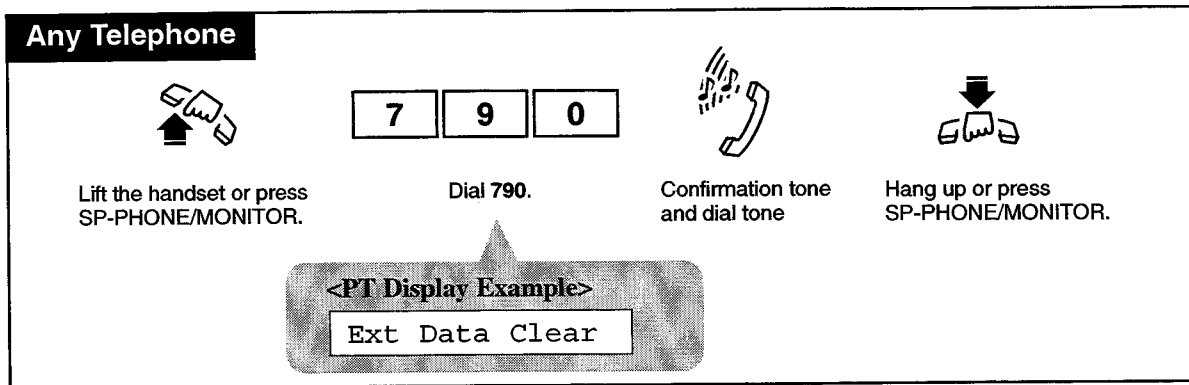 Any Telephone
7 9 0
Lift the handset or press
SP-PHONE/MONITOR.
Dial 790.
Confirmation tone
and dial tone
Hang up or press
SP-PHONE/MONITOR.
<PT Display Example>
Ext Data Clear